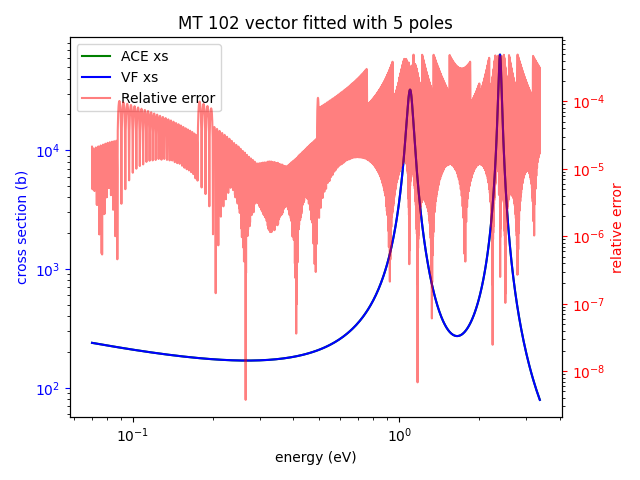 MT 102 vector fitted with 5 poles
ACE xs
VF xs
Relative error
cross section (b)
10⁴
10³
10²
10⁻⁴
10⁻⁵
10⁻⁶
10⁻⁷
10⁻⁸
relative error
10⁻¹
10⁰
energy (eV)